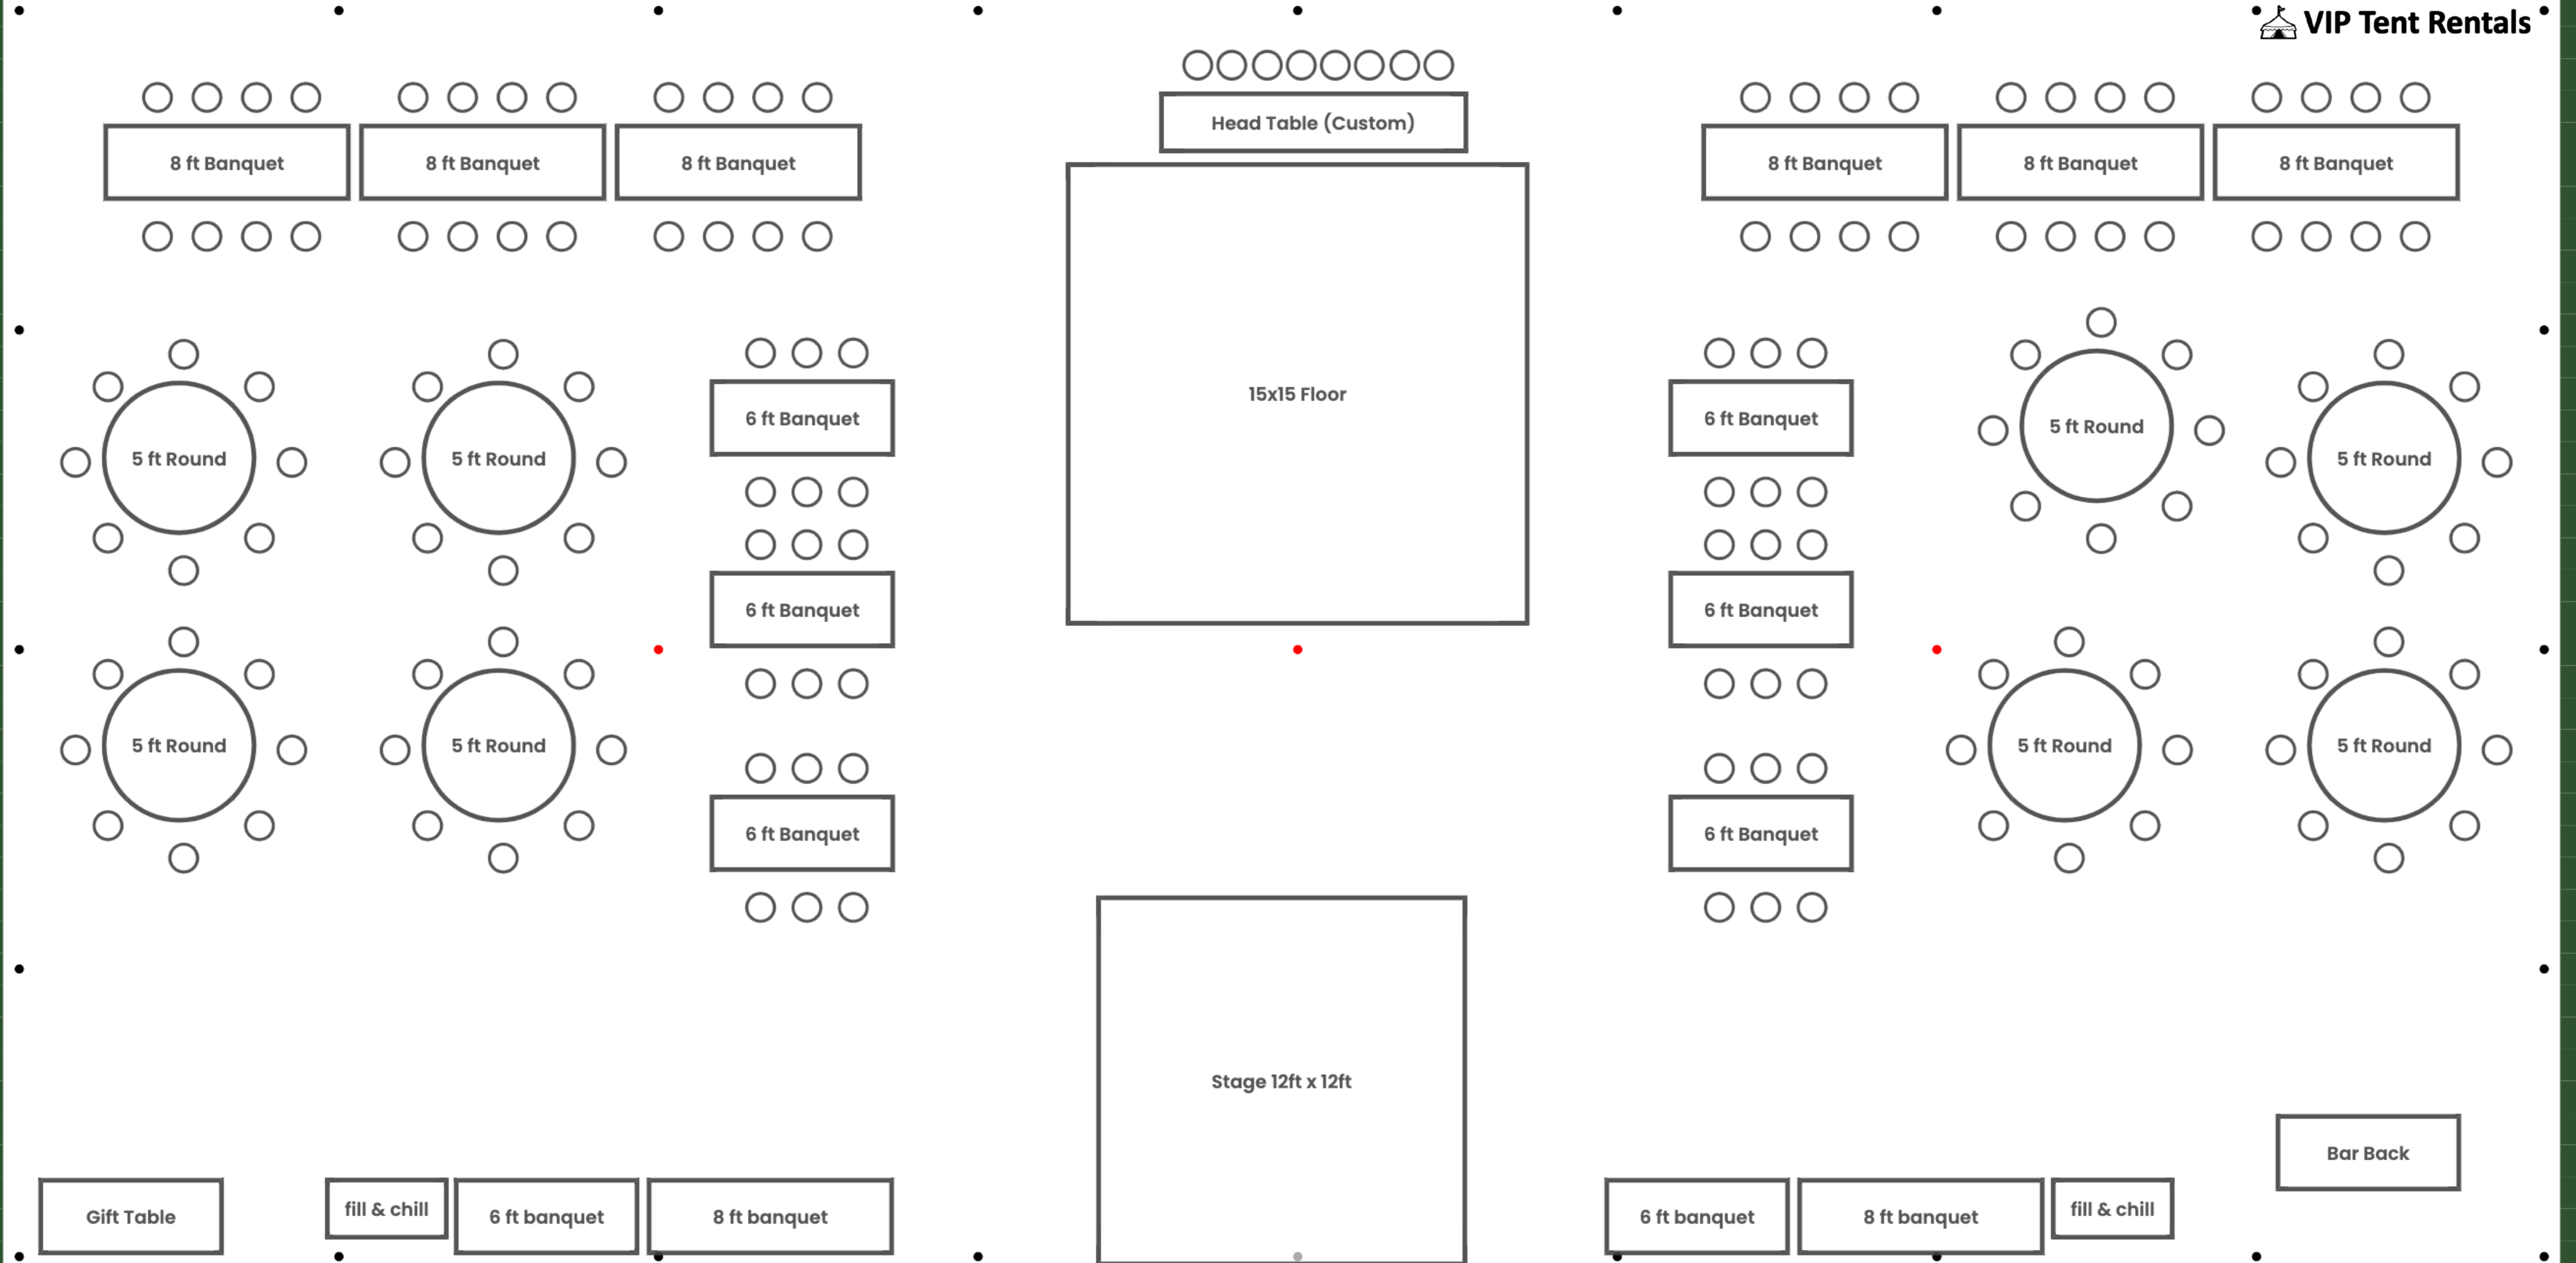 VIP Tent Rentals
Head Table (Custom)
8 ft Banquet
8 ft Banquet
8 ft Banquet
8 ft Banquet
8 ft Banquet
8 ft Banquet
15x15 Floor
6 ft Banquet
6 ft Banquet
5 ft Round
5 ft Round
5 ft Round
5 ft Round
6 ft Banquet
6 ft Banquet
5 ft Round
5 ft Round
5 ft Round
5 ft Round
6 ft Banquet
6 ft Banquet
Stage 12ft x 12ft
Bar Back
Gift Table
fill & chill
6 ft banquet
8 ft banquet
6 ft banquet
8 ft banquet
fill & chill